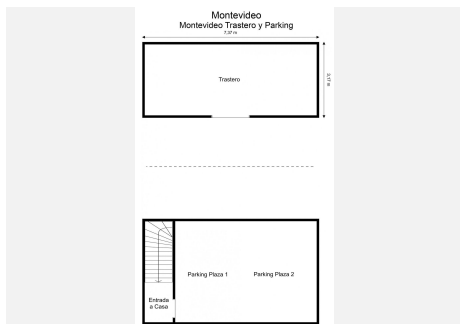 Montevideo
Montevideo Trastero y Parking
7,37 m
Trastero
3,17 m
Parking Plaza 1
Parking Plaza 2
Entrada
a Casa